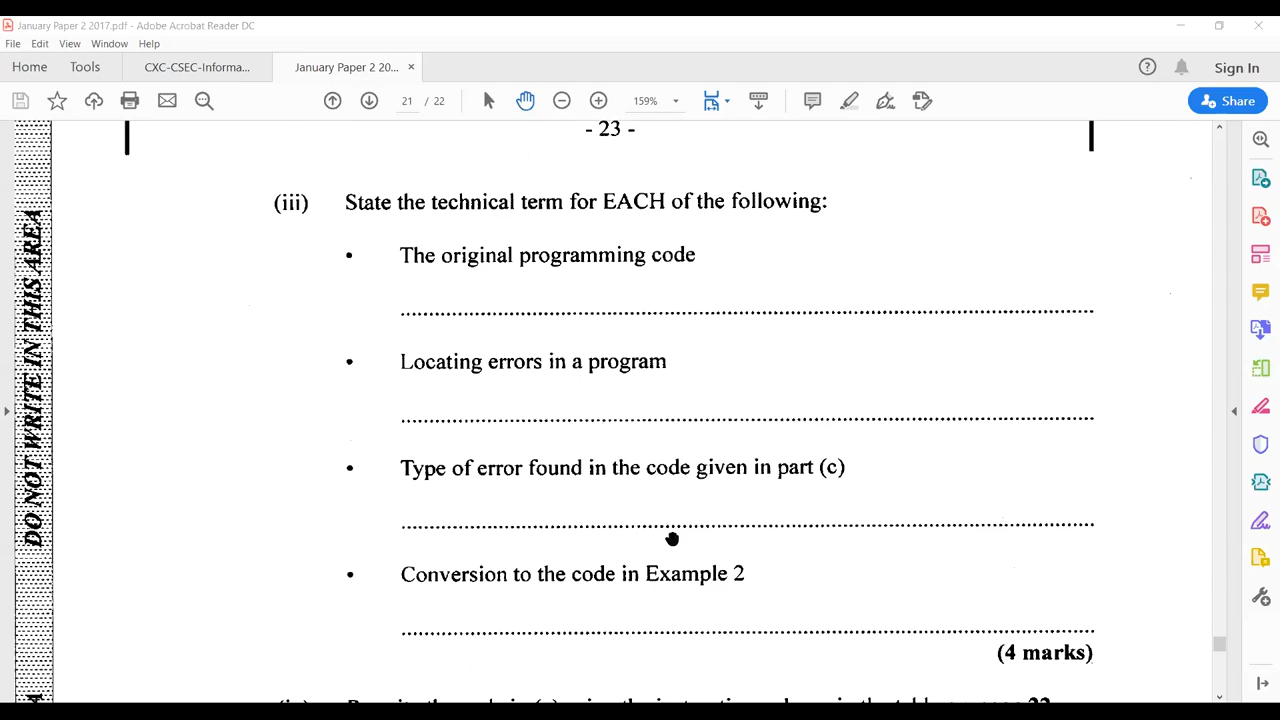 January Paper 2 2017.pdf - Adobe Acrobat Reader DC
File Edit View Window Help
Home Tools CXC-CSEC-Informa... January Paper 2 20... × Sign In
21 / 22 159% Share
- 23 -
(iii) State the technical term for EACH of the following:
• The original programming code
• Locating errors in a program
• Type of error found in the code given in part (c)
• Conversion to the code in Example 2
(4 marks)
DO NOT WRITE IN THIS AREA